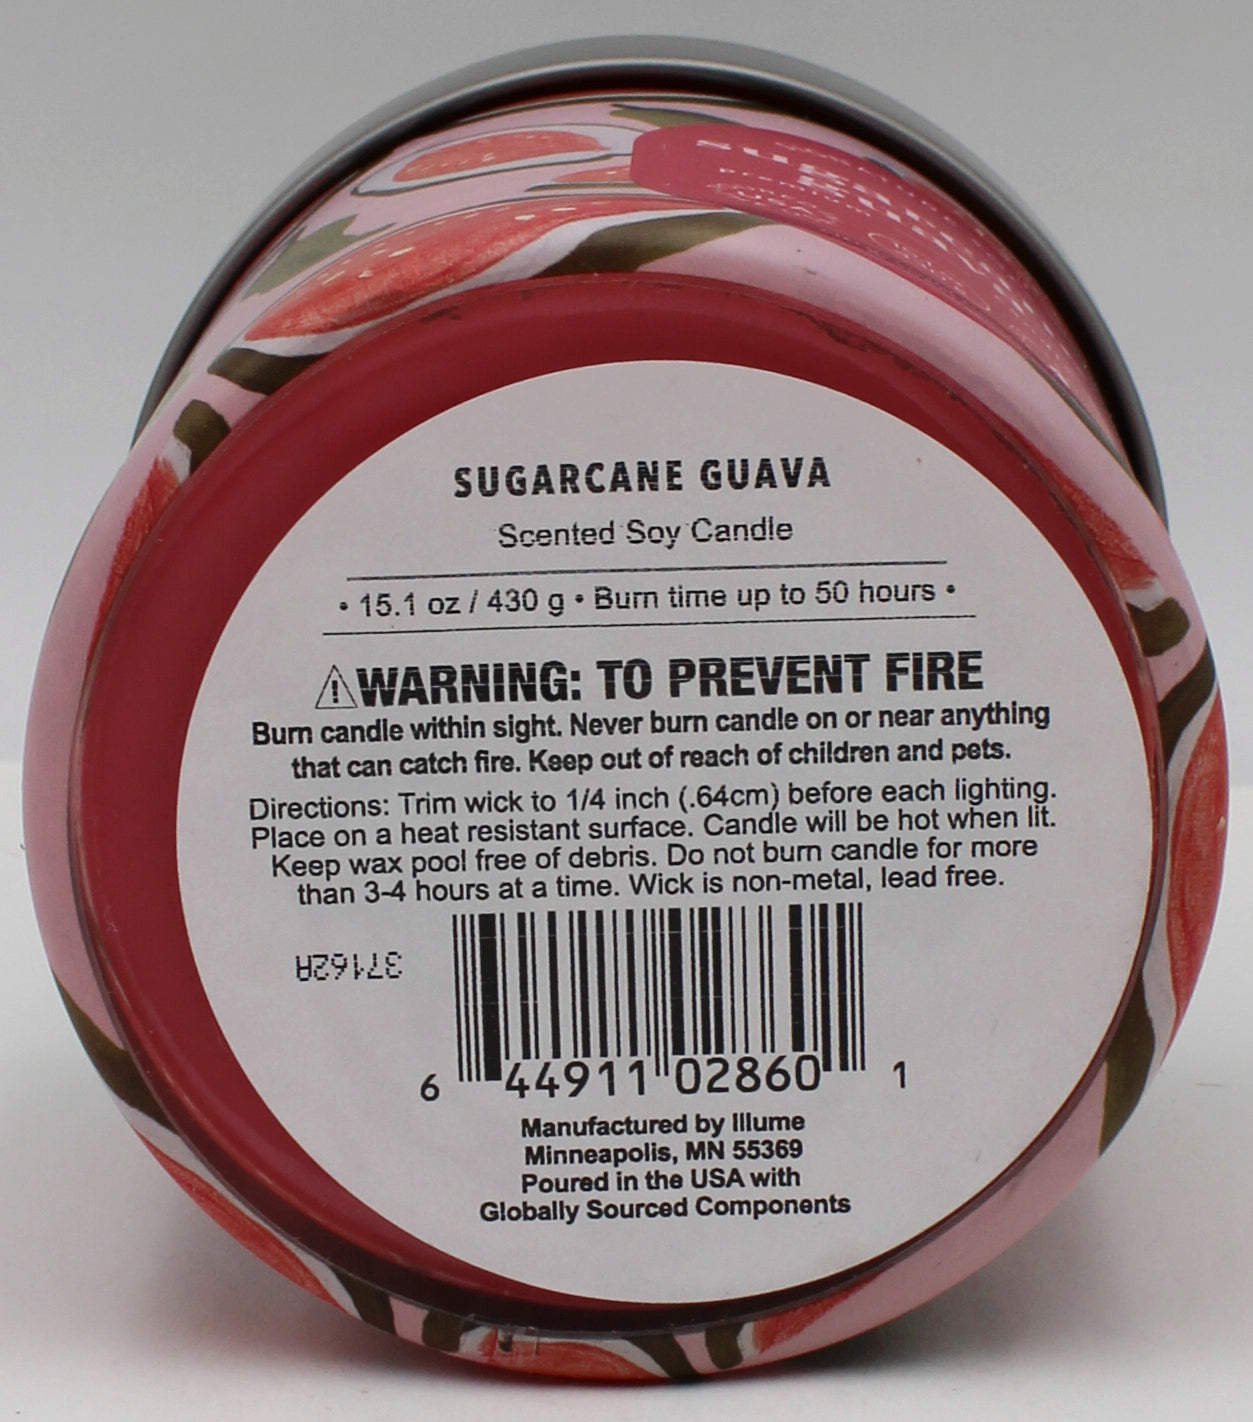 SUGARCANE GUAVA
Scented Soy Candle
• 15.1 oz / 430 g • Burn time up to 50 hours •
⚠WARNING: TO PREVENT FIRE
Burn candle within sight. Never burn candle on or near anything
that can catch fire. Keep out of reach of children and pets.
Directions: Trim wick to 1/4 inch (.64cm) before each lighting.
Place on a heat resistant surface. Candle will be hot when lit.
Keep wax pool free of debris. Do not burn candle for more
than 3-4 hours at a time. Wick is non-metal, lead free.
37162A
6 44911 02860 1
Manufactured by Illume
Minneapolis, MN 55369
Poured in the USA with
Globally Sourced Components